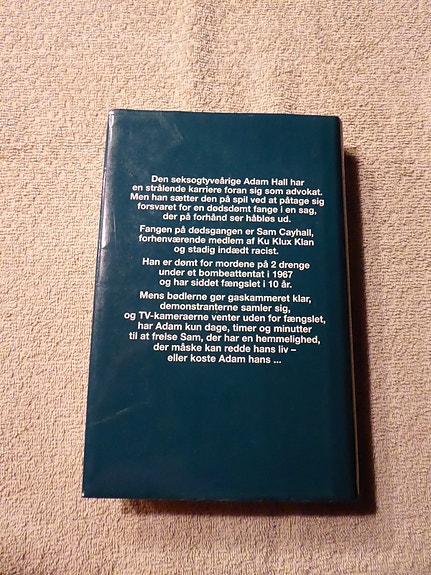 Den seksogtyveårige Adam Hall har
en strålende karriere foran sig som advokat.
Men han sætter den på spil ved at påtage sig
forsvaret for en dødsdømt fange i en sag,
der på forhånd ser håbløs ud.
Fangen på dødsgangen er Sam Cayhall,
forhenværende medlem af Ku Klux Klan
og stadig indædt racist.
Han er dømt for mordene på 2 drenge
under et bombeattentat i 1967
og har siddet fængslet i 10 år.
Mens bødlerne gør gaskammeret klar,
demonstranterne samler sig,
og TV-kameraerne venter uden for fængslet,
har Adam kun dage, timer og minutter
til at frelse Sam, der har en hemmelighed,
der måske kan redde hans liv –
eller koste Adam hans ...